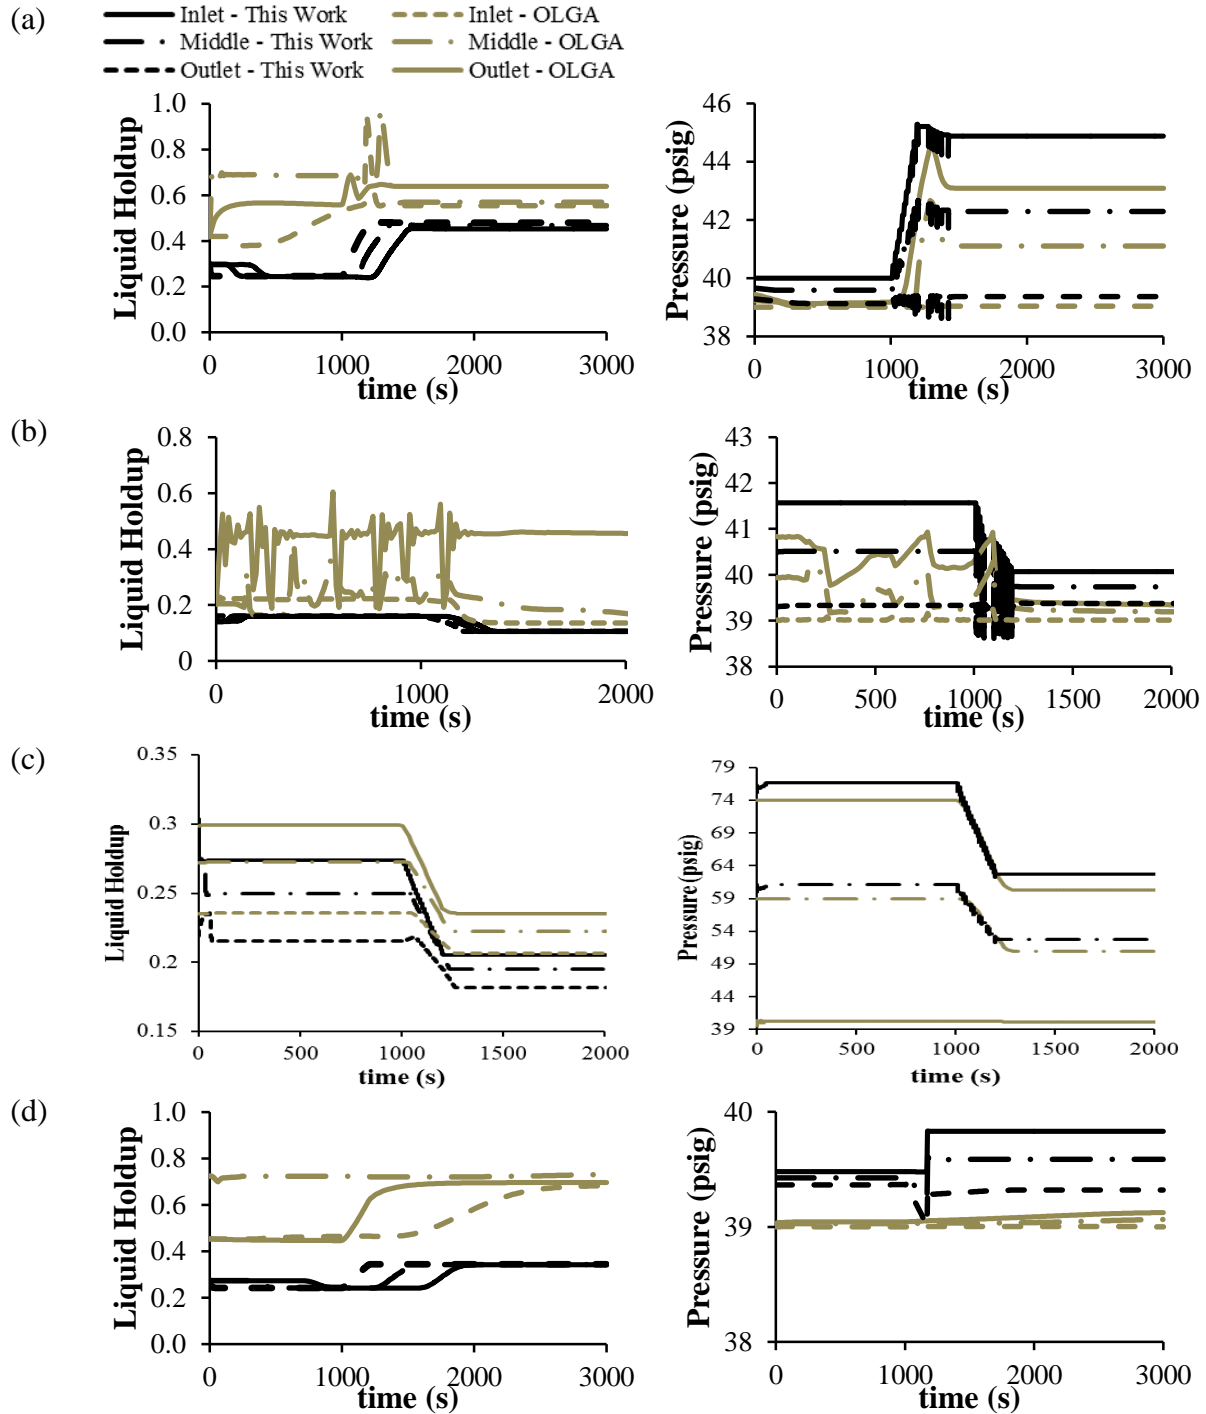 (a)
Inlet - This Work Inlet - OLGA
Middle - This Work Middle - OLGA
Outlet - This Work Outlet - OLGA
Liquid Holdup
1.0
0.8
0.6
0.4
0.2
0.0
0 1000 2000 3000
time (s)
Pressure (psig)
46
44
42
40
38
0 1000 2000 3000
time (s)
(b)
Liquid Holdup
0.8
0.6
0.4
0.2
0
0 1000 2000
time (s)
Pressure (psig)
43
42
41
40
39
38
0 500 1000 1500 2000
time (s)
(c)
Liquid Holdup
0.35
0.3
0.25
0.2
0.15
0 500 1000 1500 2000
time (s)
Pressure (psig)
79
74
69
64
59
54
49
44
39
0 500 1000 1500 2000
time (s)
(d)
Liquid Holdup
1.0
0.8
0.6
0.4
0.2
0.0
0 1000 2000 3000
time (s)
Pressure (psig)
40
39
38
0 1000 2000 3000
time (s)